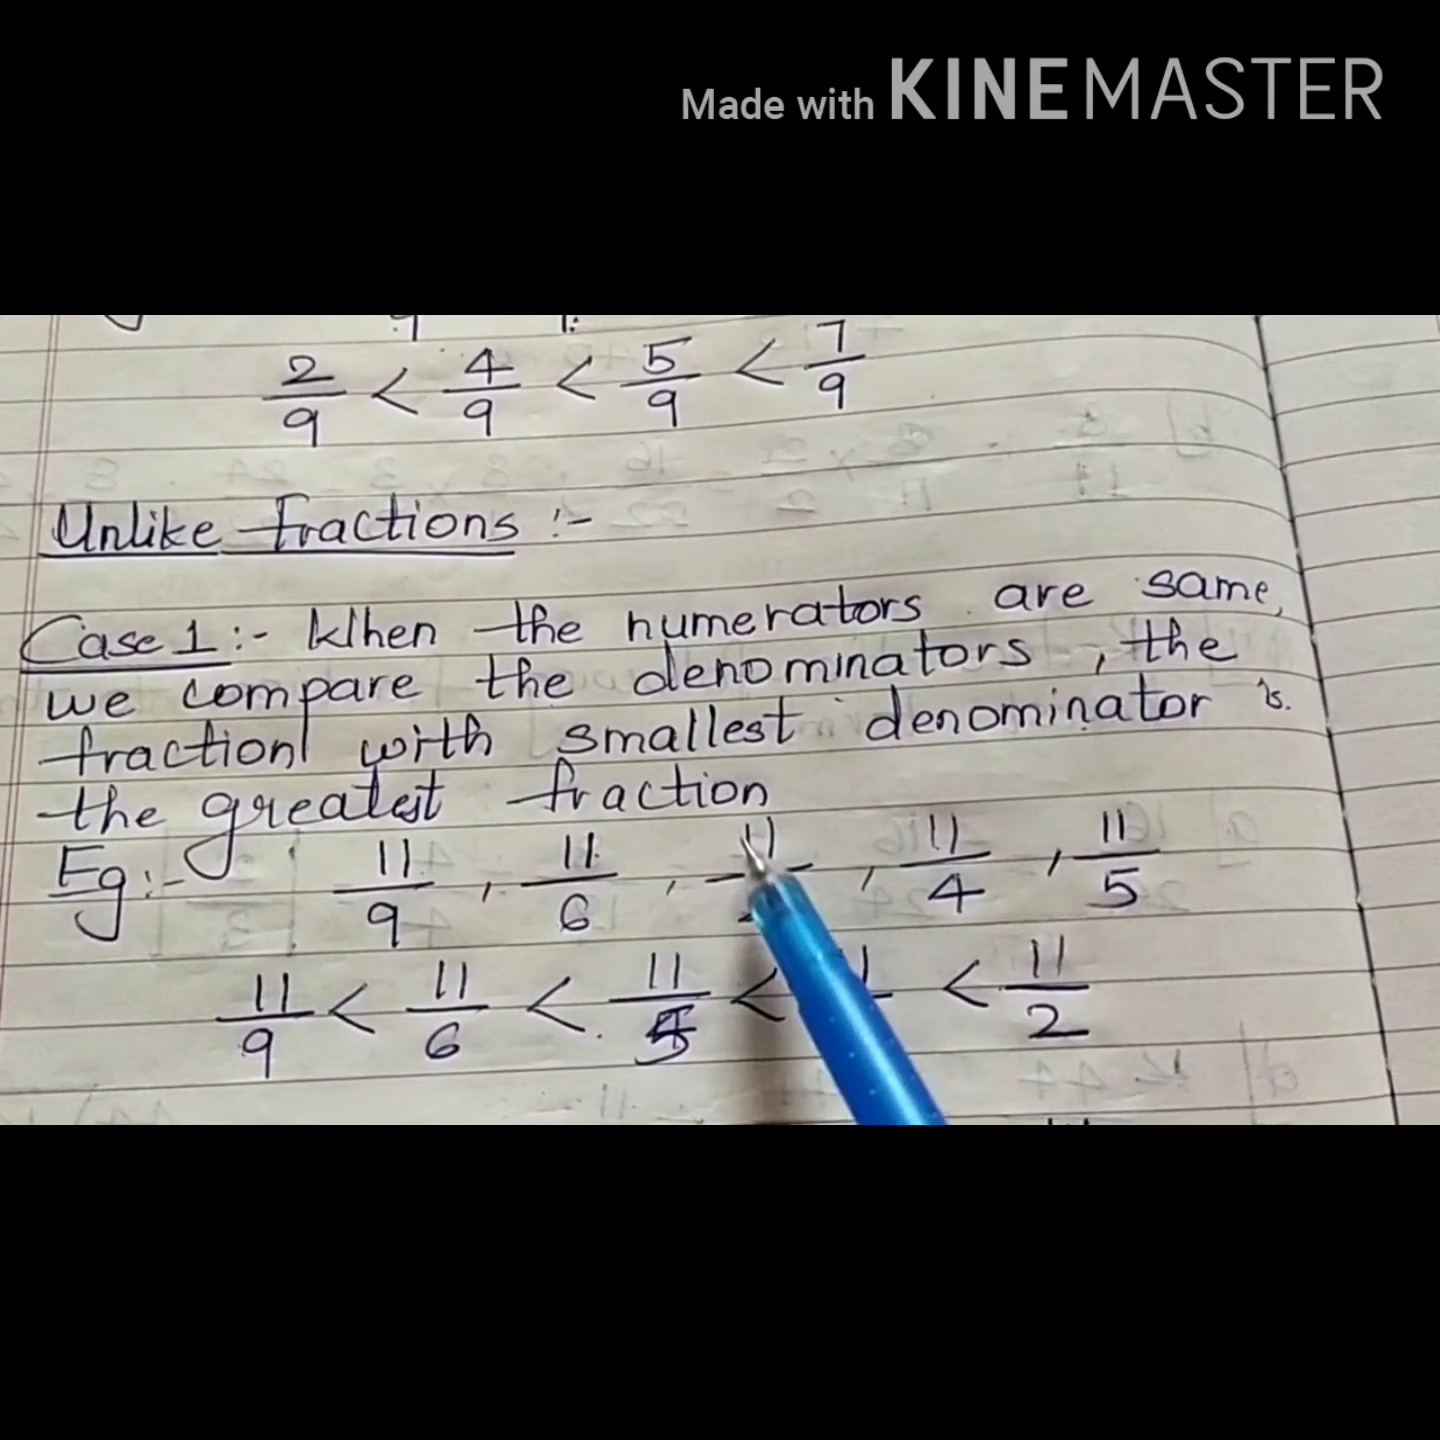 Made with KINEMASTER
2/9 < 4/9 < 5/9 < 7/9
Unlike fractions :-
Case 1 :- When the numerators are same,
we compare the denominators, the
fraction with smallest denominator is
the greatest fraction
Eg:- 11/9 , 11/6 , 11/ , 11/4 , 11/5
11/9 < 11/6 < 11/5 < < 11/2